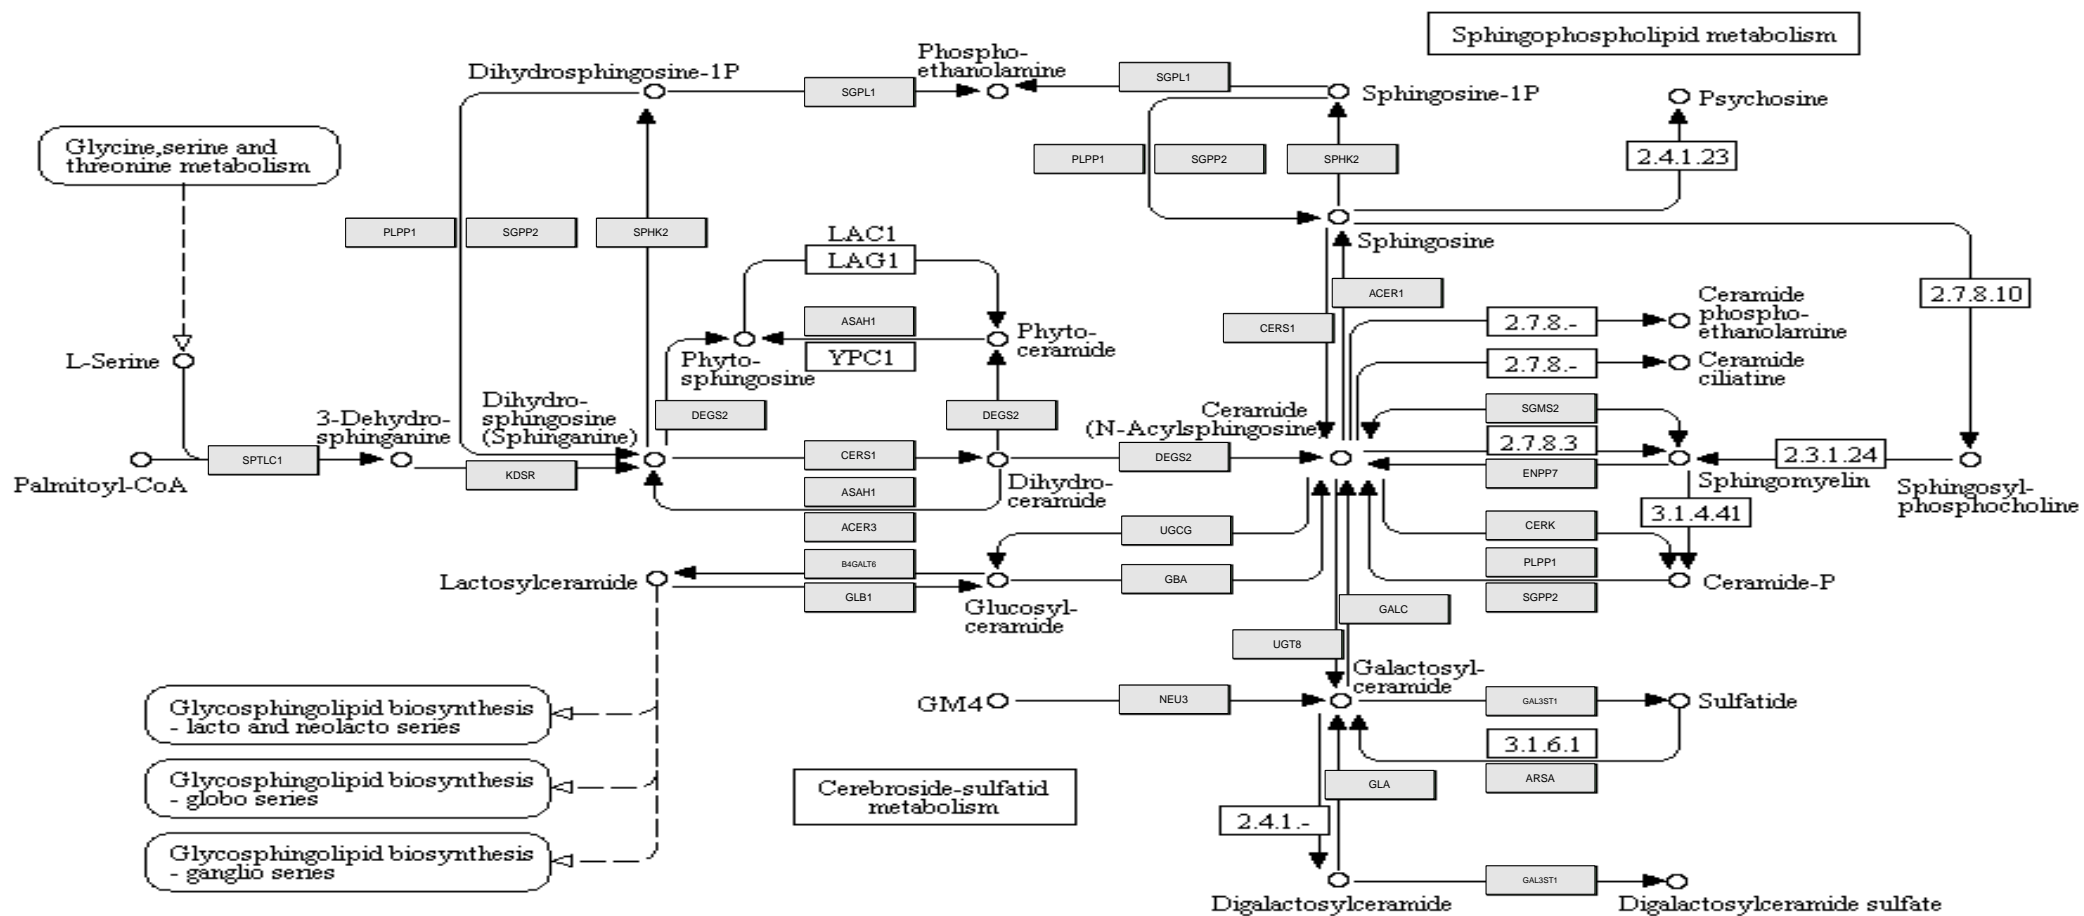 Sphingophospholipid metabolism
Phospho-
ethanolamine
Dihydrosphingosine-1P
SGPL1
SGPL1
Sphingosine-1P
Psychosine
Glycine,serine and
threonine metabolism
PLPP1
SGPP2
SPHK2
2.4.1.23
PLPP1
SGPP2
SPHK2
LAC1
LAG1
Sphingosine
ACER1
2.7.8.10
CERS1
ASAH1
YPC1
Phyto-
ceramide
Phyto-
sphingosine
2.7.8.-
Ceramide
phospho-
ethanolamine
2.7.8.-
Ceramide
ciliatine
L-Serine
3-Dehydro-
sphinganine
Dihydro-
sphingosine
(Sphinganine)
DEGS2
DEGS2
Ceramide
(N-Acylsphingosine)
SGMS2
2.7.8.3
ENPP7
Palmitoyl-CoA
SPTLC1
KDSR
CERS1
ASAH1
ACER3
Dihydro-
ceramide
DEGS2
Sphingomyelin
2.3.1.24
Sphingosyl-
phosphocholine
3.1.4.41
UGCG
CERK
PLPP1
SGPP2
Ceramide-P
Lactosylceramide
B4GALT6
GLB1
Glucosyl-
ceramide
GBA
GALC
UGT8
Galactosyl-
ceramide
GM4
NEU3
GAL3ST1
Sulfatide
3.1.6.1
ARSA
Glycosphingolipid biosynthesis
- lacto and neolacto series
Glycosphingolipid biosynthesis
- globo series
Glycosphingolipid biosynthesis
- ganglio series
Cerebroside-sulfatid
metabolism
GLA
2.4.1.-
Digalactosylceramide
GAL3ST1
Digalactosylceramide sulfate